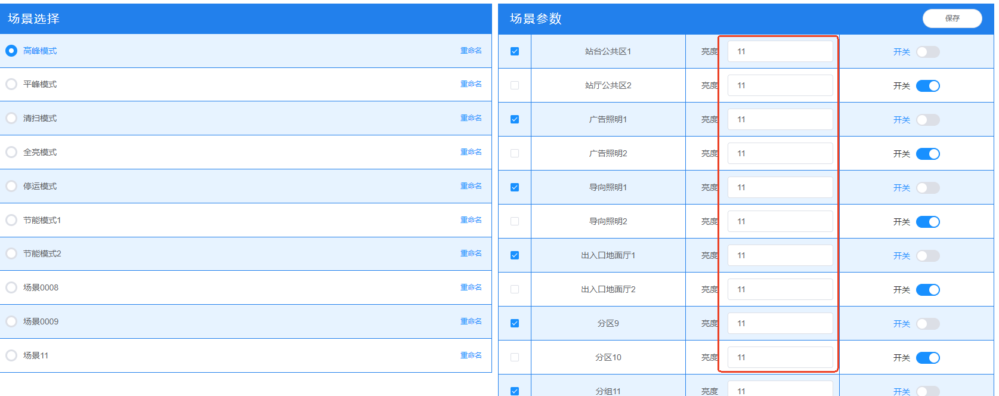 场景选择
高峰模式 重命名
平峰模式 重命名
清扫模式 重命名
全亮模式 重命名
停运模式 重命名
节能模式1 重命名
节能模式2 重命名
场景0008 重命名
场景0009 重命名
场景11 重命名
场景参数 保存
站台公共区1 亮度 11 开关
站厅公共区2 亮度 11 开关
广告照明1 亮度 11 开关
广告照明2 亮度 11 开关
导向照明1 亮度 11 开关
导向照明2 亮度 11 开关
出入口地面厅1 亮度 11 开关
出入口地面厅2 亮度 11 开关
分区9 亮度 11 开关
分区10 亮度 11 开关
分组11 亮度 11 开关